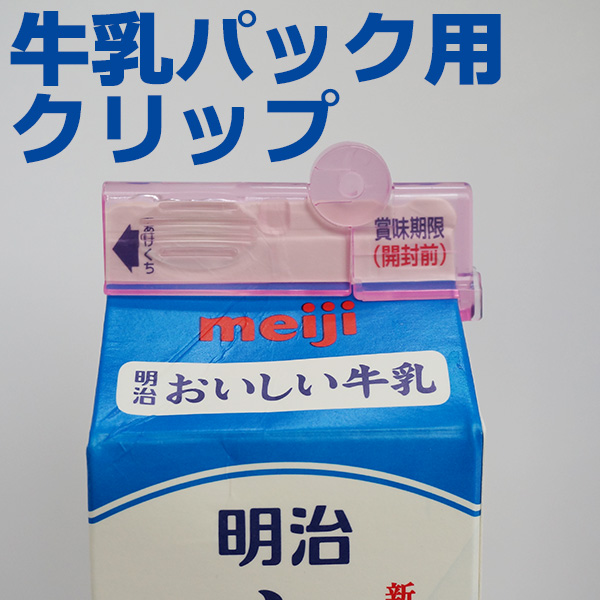 牛乳パック用
クリップ
あけくち
賞味期限
(開封前)
meiji
明治
おいしい牛乳
明治
新